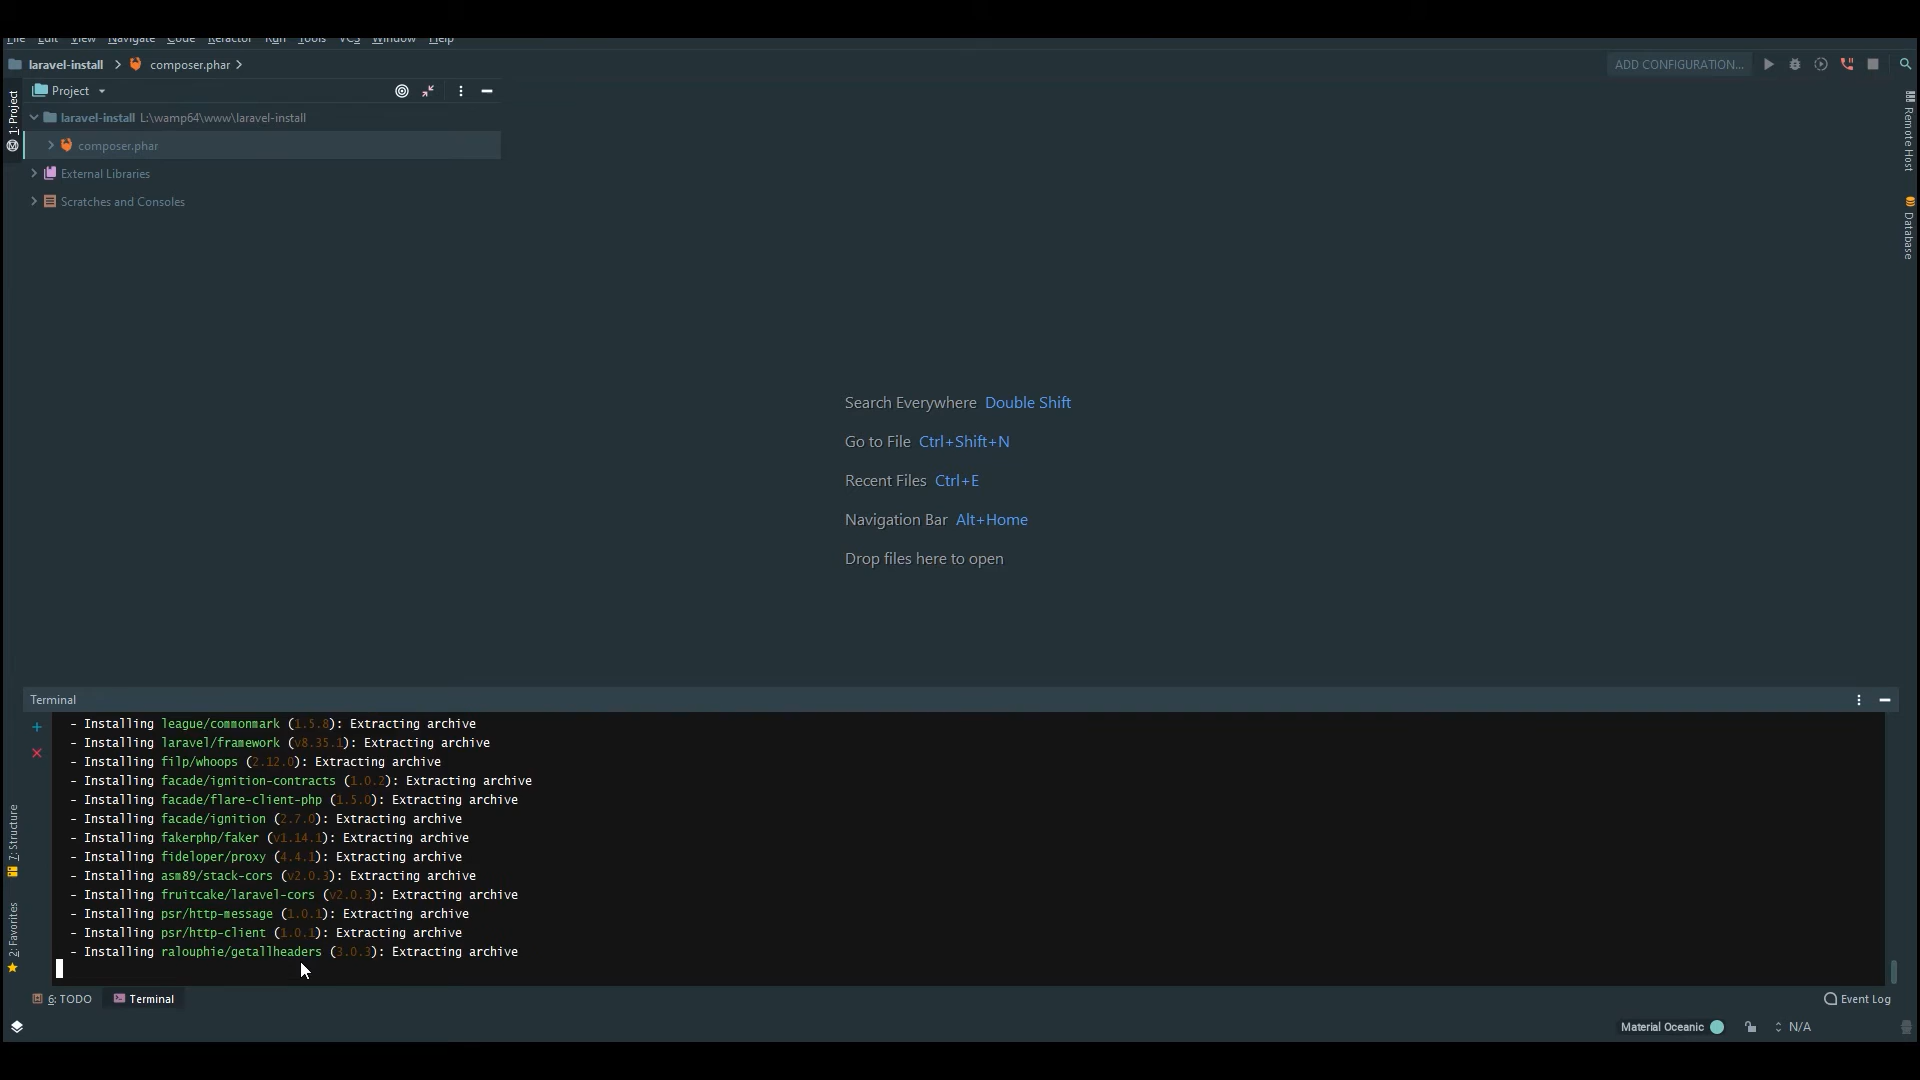 File Edit View Navigate Code Refactor Run Tools VCS Window Help
laravel-install composer.phar
ADD CONFIGURATION...
Project
laravel-install L:\wamp64\www\laravel-install
composer.phar
External Libraries
Scratches and Consoles
1: Project
Remote Host
Database
Search Everywhere Double Shift
Go to File Ctrl+Shift+N
Recent Files Ctrl+E
Navigation Bar Alt+Home
Drop files here to open
Terminal
- Installing league/commonmark (1.5.8): Extracting archive
- Installing laravel/framework (v8.35.1): Extracting archive
- Installing filp/whoops (2.12.0): Extracting archive
- Installing facade/ignition-contracts (1.0.2): Extracting archive
- Installing facade/flare-client-php (1.5.0): Extracting archive
- Installing facade/ignition (2.7.0): Extracting archive
- Installing fakerphp/faker (v1.14.1): Extracting archive
- Installing fideloper/proxy (4.4.1): Extracting archive
- Installing asm89/stack-cors (v2.0.3): Extracting archive
- Installing fruitcake/laravel-cors (v2.0.3): Extracting archive
- Installing psr/http-message (1.0.1): Extracting archive
- Installing psr/http-client (1.0.1): Extracting archive
- Installing ralouphie/getallheaders (3.0.3): Extracting archive
7: Structure
2: Favorites
6: TODO
Terminal
Event Log
Material Oceanic
N/A